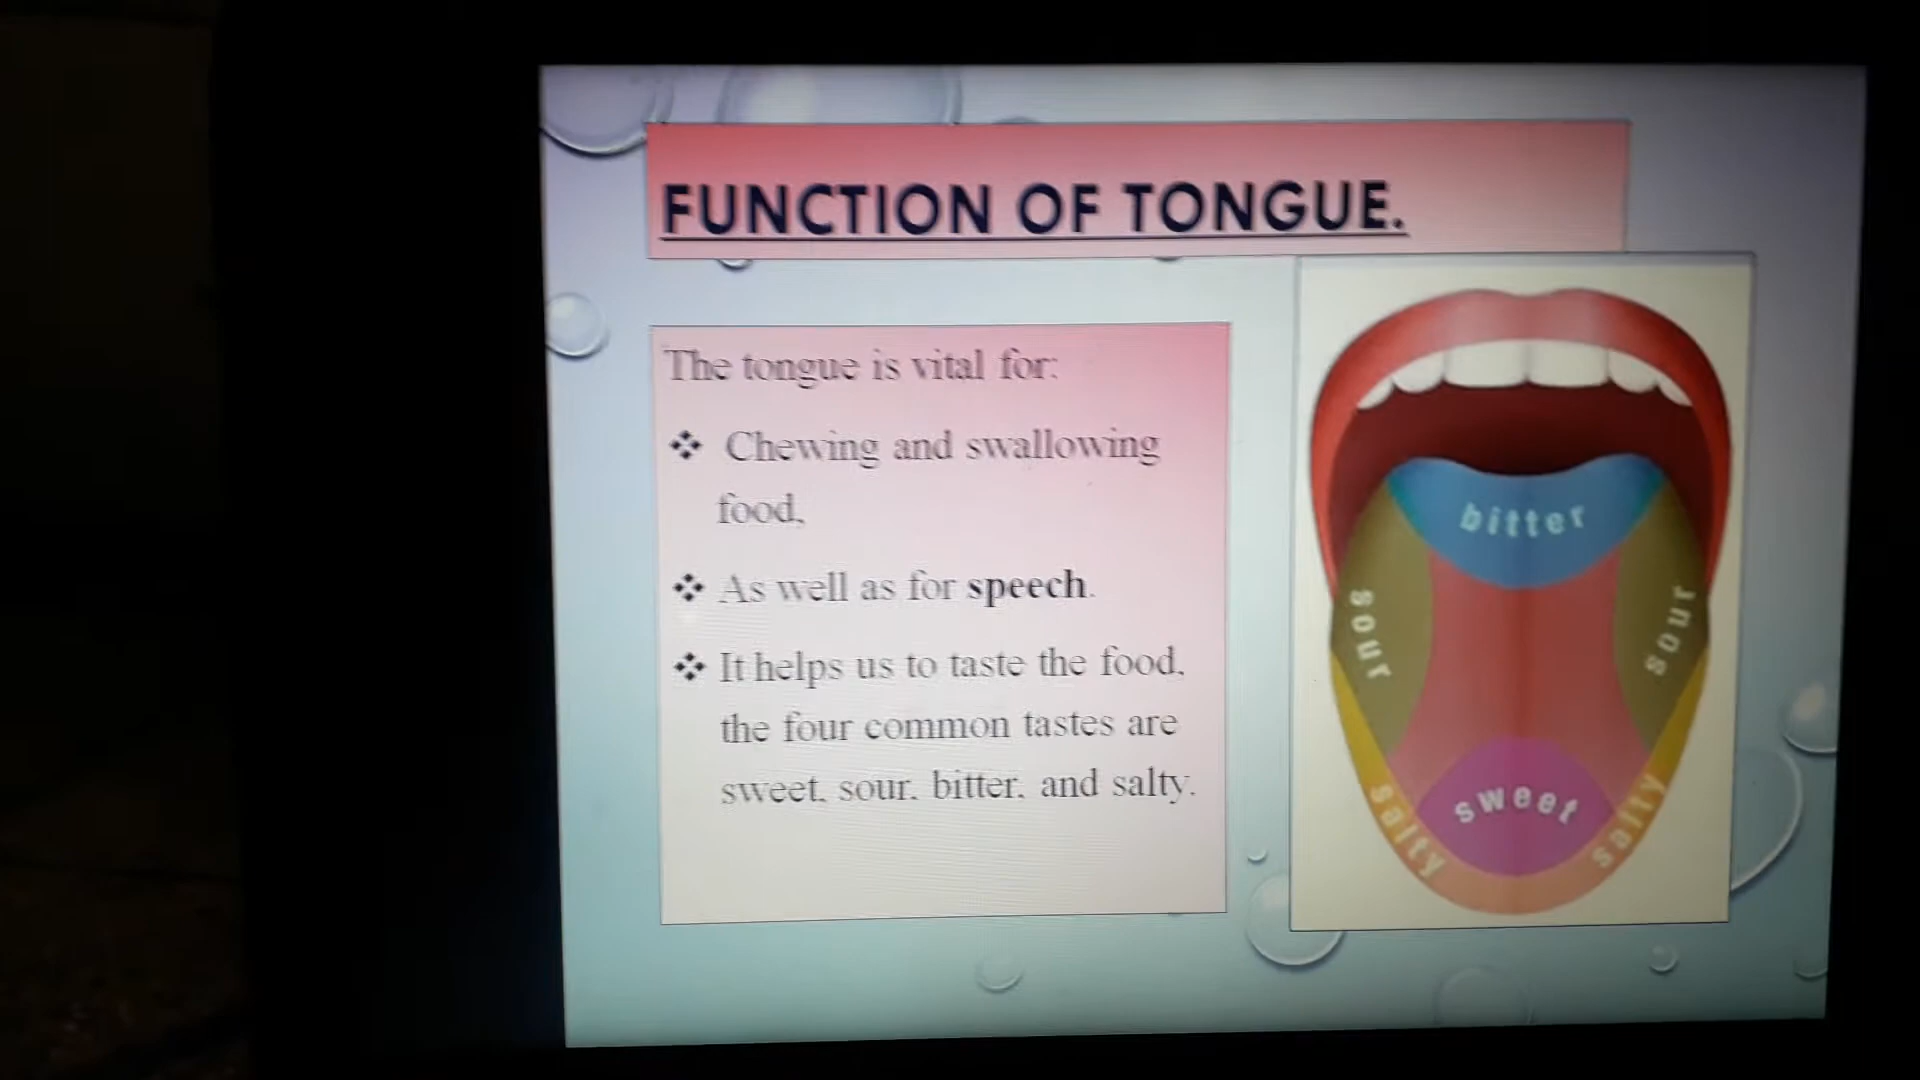 FUNCTION OF TONGUE.
The tongue is vital for:
❖ Chewing and swallowing
food,
❖ As well as for speech.
❖ It helps us to taste the food,
the four common tastes are
sweet, sour, bitter, and salty.
bitter
sour
sour
sweet
salty
salty